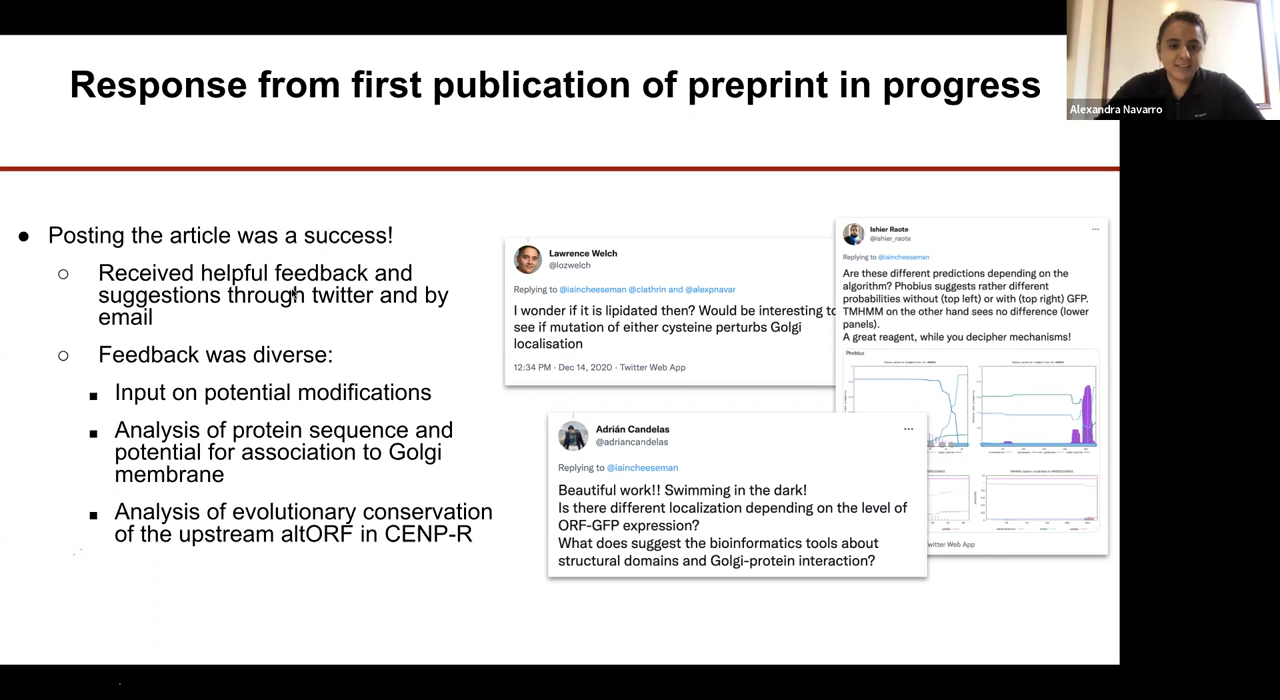 Response from first publication of preprint in progress
Alexandra Navarro
● Posting the article was a success!
○ Received helpful feedback and
suggestions through twitter and by
email
○ Feedback was diverse:
■ Input on potential modifications
■ Analysis of protein sequence and
potential for association to Golgi
membrane
■ Analysis of evolutionary conservation
of the upstream altORF in CENP-R
Lawrence Welch
@lozwelch
Replying to @iaincheeseman @clathrin and @alexpnavar
I wonder if it is lipidated then? Would be interesting to
see if mutation of either cysteine perturbs Golgi
localisation
12:34 PM · Dec 14, 2020 · Twitter Web App
Ishier Raote
@ishier_raote
Replying to @iaincheeseman
Are these different predictions depending on the
algorithm? Phobius suggests rather different
probabilities without (top left) or with (top right) GFP.
TMHMM on the other hand sees no difference (lower
panels).
A great reagent, while you decipher mechanisms!
Phobius
Twitter Web App
Adrián Candelas
@adriancandelas
Replying to @iaincheeseman
Beautiful work!! Swimming in the dark!
Is there different localization depending on the level of
ORF-GFP expression?
What does suggest the bioinformatics tools about
structural domains and Golgi-protein interaction?